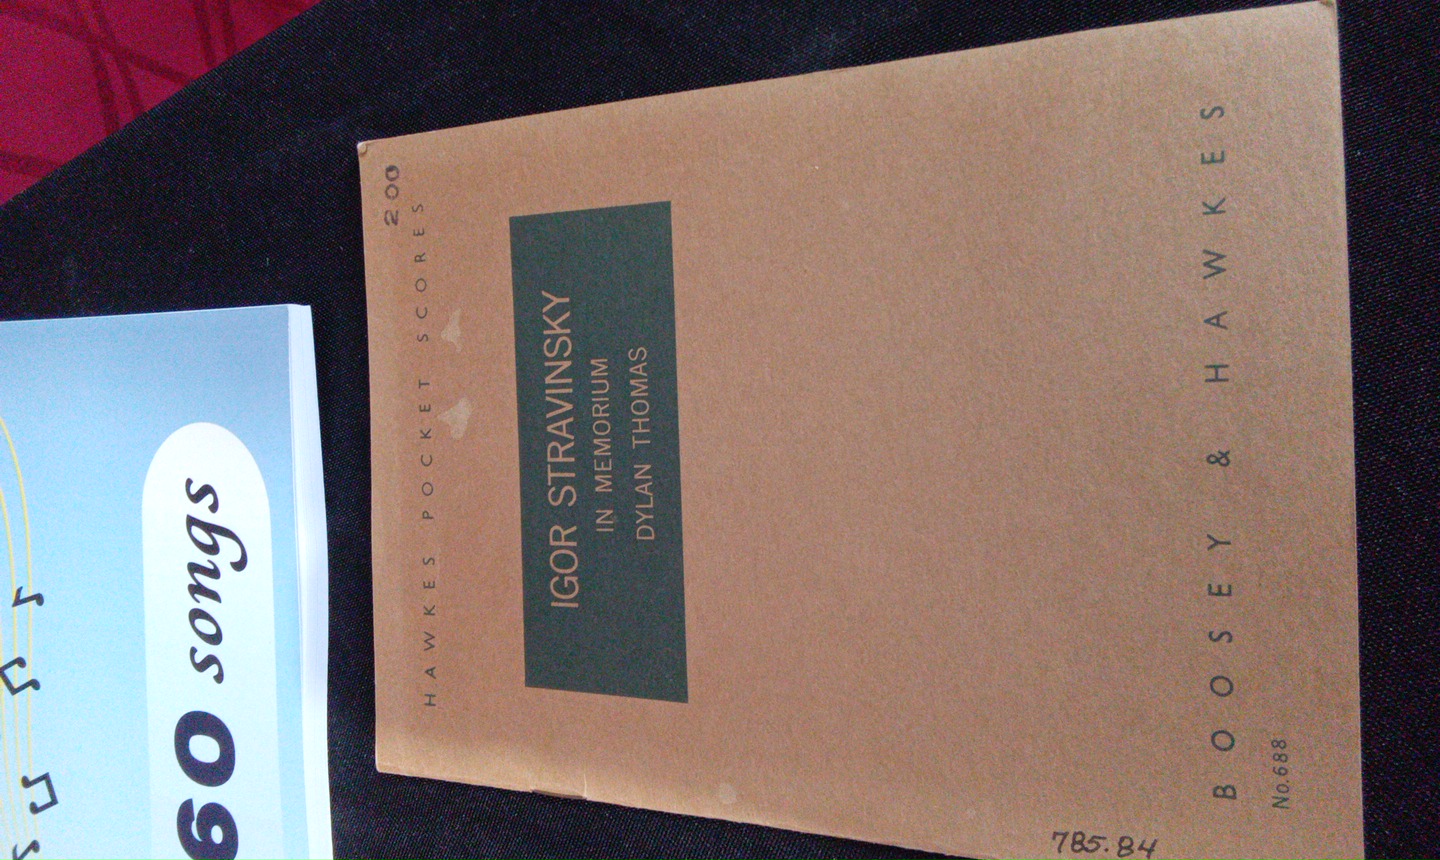 200
HAWKES POCKET SCORES
IGOR STRAVINSKY
IN MEMORIUM
DYLAN THOMAS
BOOSEY & HAWKES
No.688
785.84
60 songs